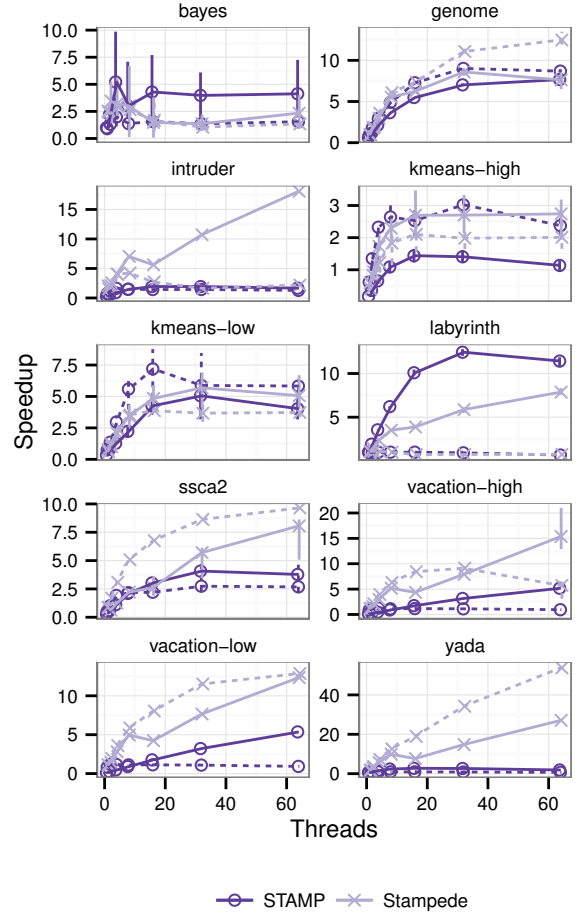 bayes
genome
10.0
7.5
5.0
2.5
0.0
10
5
0
intruder
kmeans−high
15
10
5
0
3
2
1
kmeans−low
labyrinth
7.5
5.0
2.5
0.0
10
5
Speedup
ssca2
vacation−high
10.0
7.5
5.0
2.5
0.0
20
15
10
5
0
vacation−low
yada
10
5
0
40
20
0
0 20 40 60
0 20 40 60
Threads
STAMP Stampede